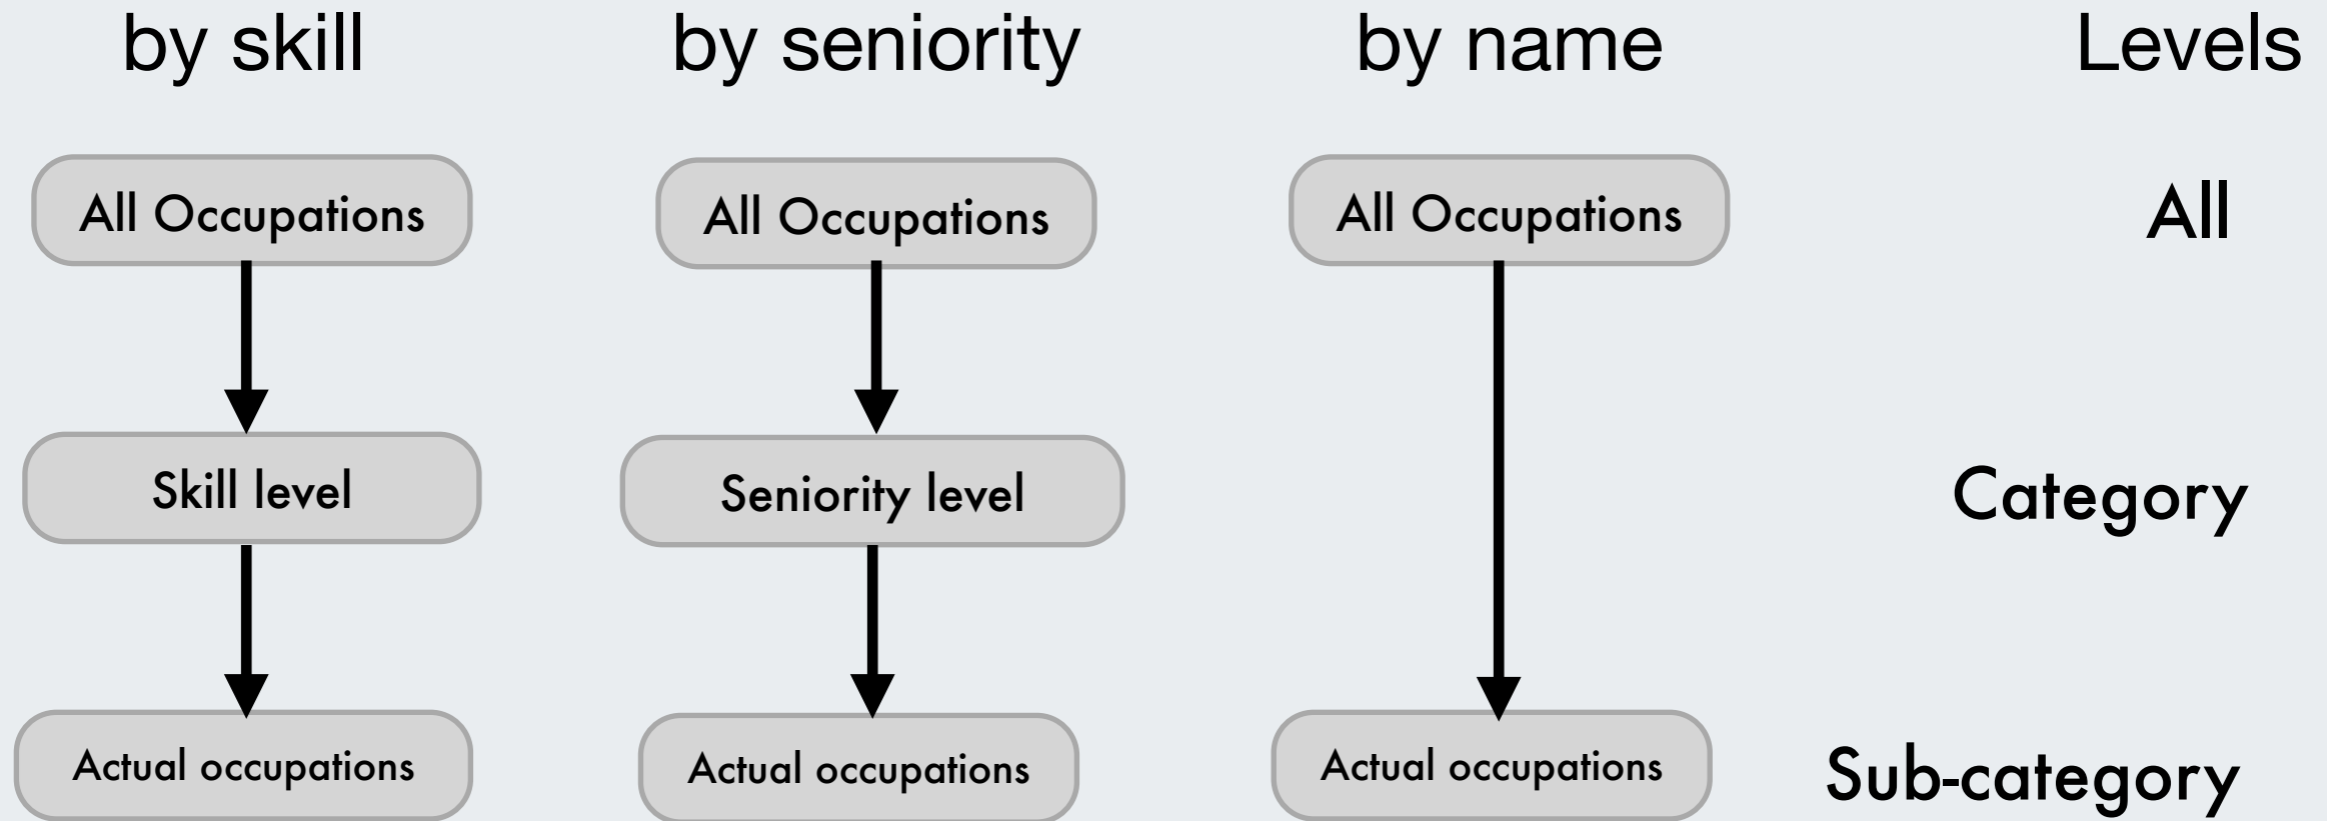 by skill
by seniority
by name
Levels
All Occupations
All Occupations
All Occupations
All
Skill level
Seniority level
Category
Actual occupations
Actual occupations
Actual occupations
Sub-category